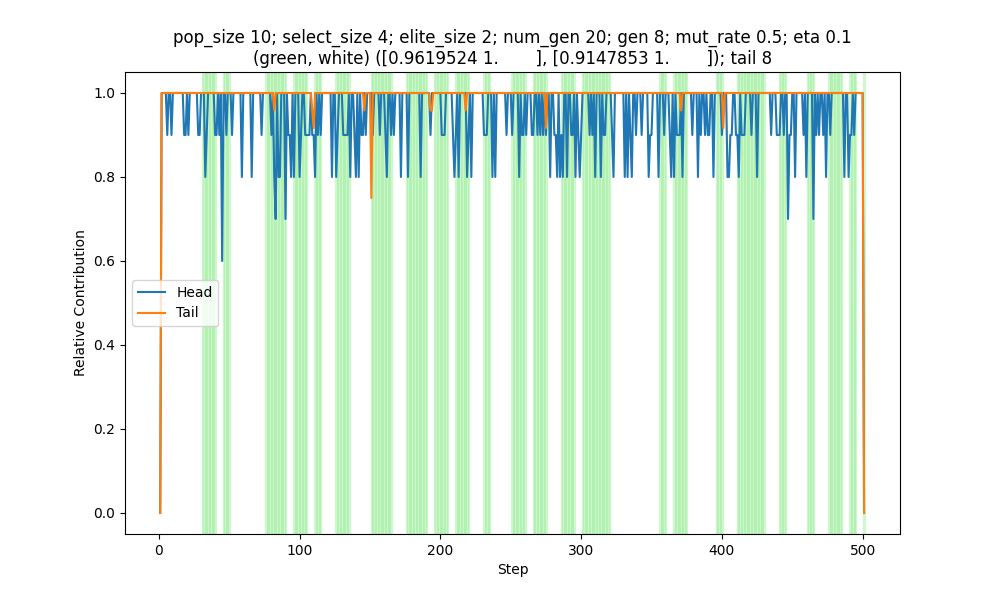 pop_size 10; select_size 4; elite_size 2; num_gen 20; gen 8; mut_rate 0.5; eta 0.1
(green, white) ([0.9619524 1.        ], [0.9147853 1.        ]); tail 8
1.0
0.8
0.6
0.4
0.2
0.0
Relative Contribution
Head
Tail
0 100 200 300 400 500
Step